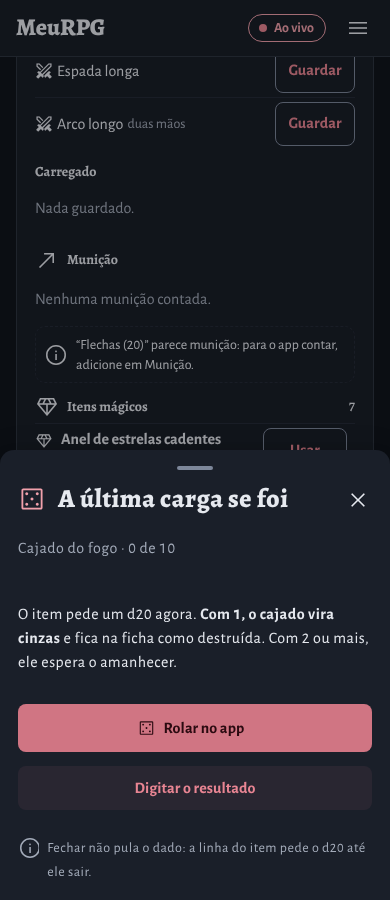 MeuRPG
Ao vivo
Espada longa
Guardar
Arco longo duas mãos
Guardar
Carregado
Nada guardado.
Munição
Nenhuma munição contada.
“Flechas (20)” parece munição: para o app contar,
adicione em Munição.
Itens mágicos
7
Anel de estrelas cadentes
Usar
A última carga se foi
Cajado do fogo · 0 de 10
O item pede um d20 agora. Com 1, o cajado vira
cinzas e fica na ficha como destruída. Com 2 ou mais,
ele espera o amanhecer.
Rolar no app
Digitar o resultado
Fechar não pula o dado: a linha do item pede o d20 até
ele sair.